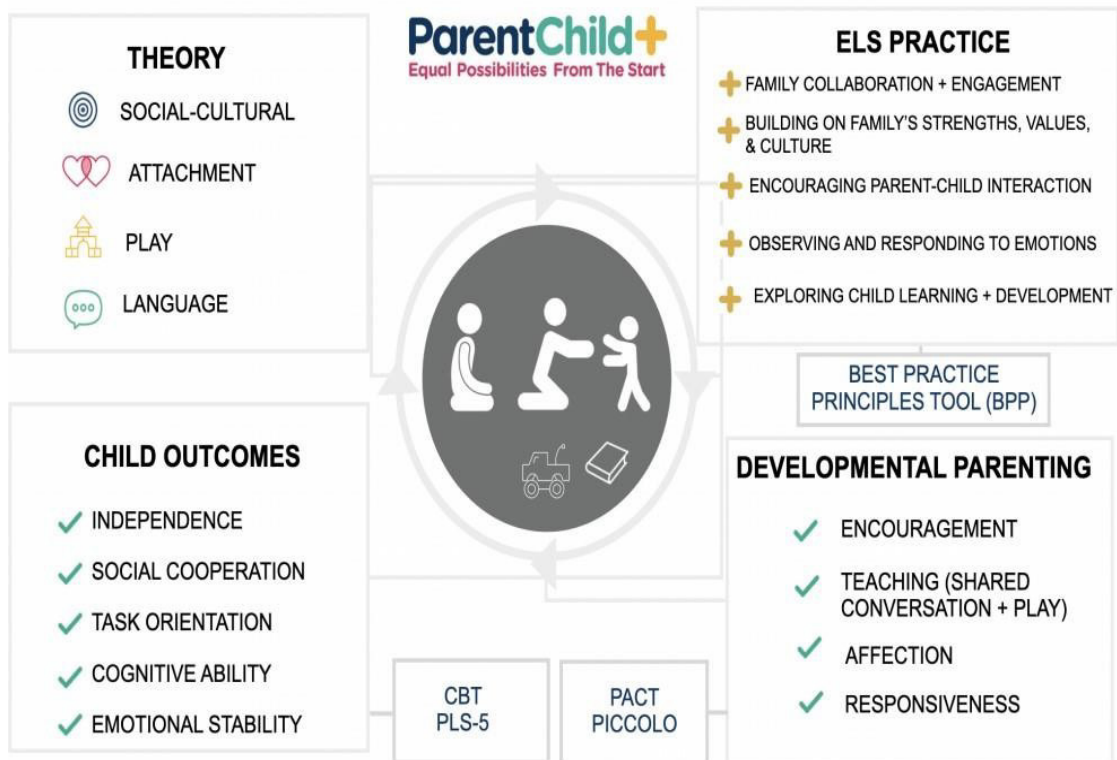 ParentChild+
Equal Possibilities From The Start
THEORY
SOCIAL-CULTURAL
ATTACHMENT
PLAY
LANGUAGE
ELS PRACTICE
FAMILY COLLABORATION + ENGAGEMENT
BUILDING ON FAMILY'S STRENGTHS, VALUES,
& CULTURE
ENCOURAGING PARENT-CHILD INTERACTION
OBSERVING AND RESPONDING TO EMOTIONS
EXPLORING CHILD LEARNING + DEVELOPMENT
BEST PRACTICE
PRINCIPLES TOOL (BPP)
CHILD OUTCOMES
INDEPENDENCE
SOCIAL COOPERATION
TASK ORIENTATION
COGNITIVE ABILITY
EMOTIONAL STABILITY
CBT
PLS-5
PACT
PICCOLO
DEVELOPMENTAL PARENTING
ENCOURAGEMENT
TEACHING (SHARED
CONVERSATION + PLAY)
AFFECTION
RESPONSIVENESS